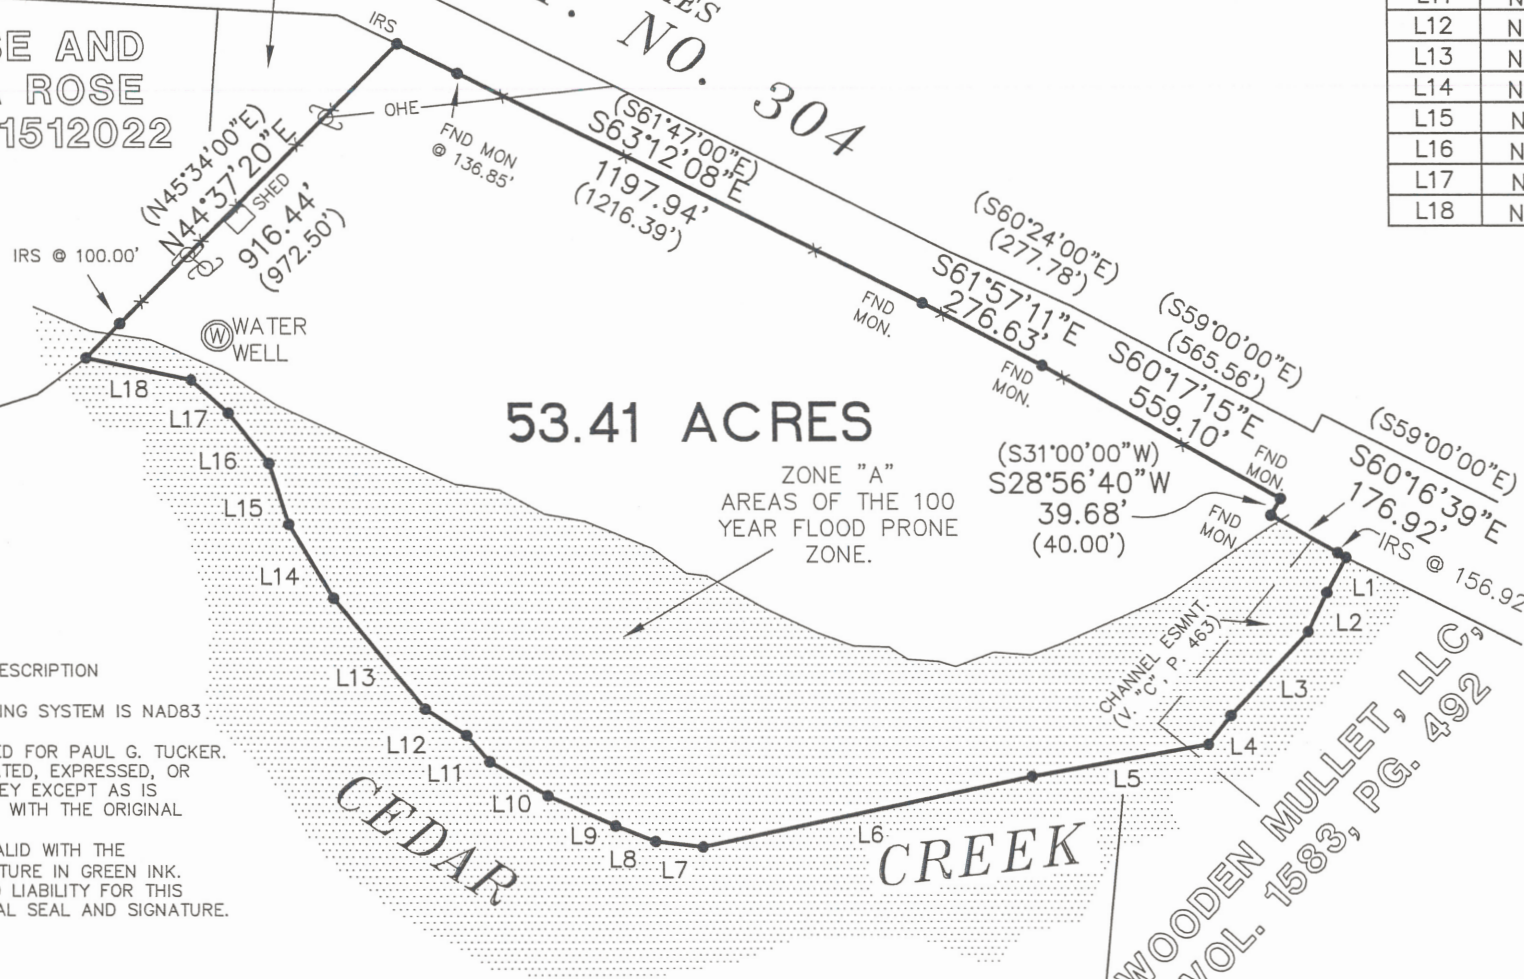 AND
ROSE
1512022
IRS
NO. 304
OHE
FND MON
@ 136.85'
(N45°34'00"E)
N44°37'20"E
SHED
916.44'
(972.50')
IRS @ 100.00'
WATER
WELL
W
(S61°47'00"E)
S63°12'08"E
1197.94'
(1216.39')
(S60°24'00"E)
(277.78')
S61°57'11"E
276.63'
FND
MON.
FND
MON.
(S59°00'00"E)
(565.56')
S60°17'15"E
559.10'
FND
MON.
(S59°00'00"E)
S60°16'39"E
176.92'
IRS @ 156.92
(S31°00'00"W)
S28°56'40"W
39.68'
(40.00')
FND
MON
53.41 ACRES
ZONE "A"
AREAS OF THE 100
YEAR FLOOD PRONE
ZONE.
CHANNEL ESMNT.
(V. "C", P. 463)
L1
L2
L3
L4
L5
L6
L7
L8
L9
L10
L11
L12
L13
L14
L15
L16
L17
L18
CEDAR
CREEK
WOODEN MULLET, LLC,
VOL. 1583, PG. 492
L12 N
L13 N
L14 N
L15 N
L16 N
L17 N
L18 N
ESCRIPTION
ING SYSTEM IS NAD83
ED FOR PAUL G. TUCKER.
TED, EXPRESSED, OR
EY EXCEPT AS IS
WITH THE ORIGINAL
ALID WITH THE
TURE IN GREEN INK.
LIABILITY FOR THIS
AL SEAL AND SIGNATURE.